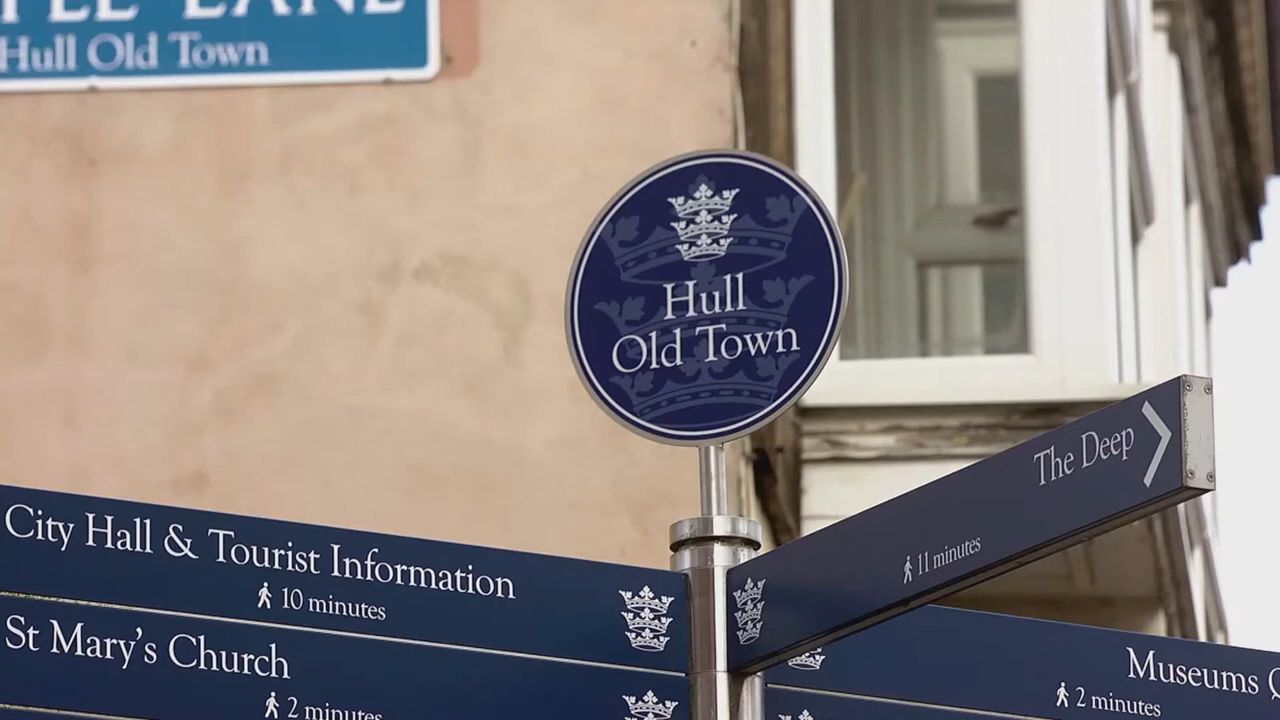 LANE
Hull Old Town
Hull
Old Town
The Deep
11 minutes
City Hall & Tourist Information
10 minutes
St Mary's Church
2 minutes
Museums
2 minutes